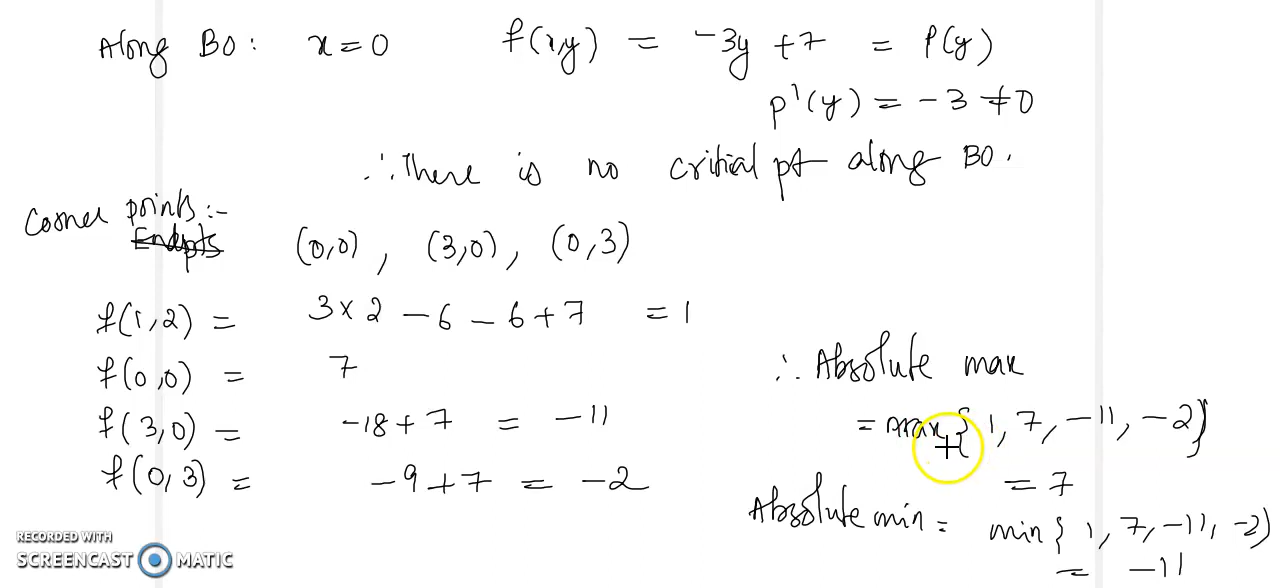 Along BO: x=0 f(x,y) = -3y +7 = p(y)
p'(y) = -3 ≠0
∴There is no critical pt along BO.
Corner points:-
Endpts
(0,0), (3,0), (0,3)
f(1,2) = 3×2 -6 -6+7 =1
f(0,0) = 7
f(3,0) = -18+7 = -11
f(0,3) = -9+7 = -2
∴ Absolute max
= max {1, 7, -11, -2}
= 7
Absolute min = min{1, 7, -11, -2)
= -11
RECORDED WITH
SCREENCAST MATIC